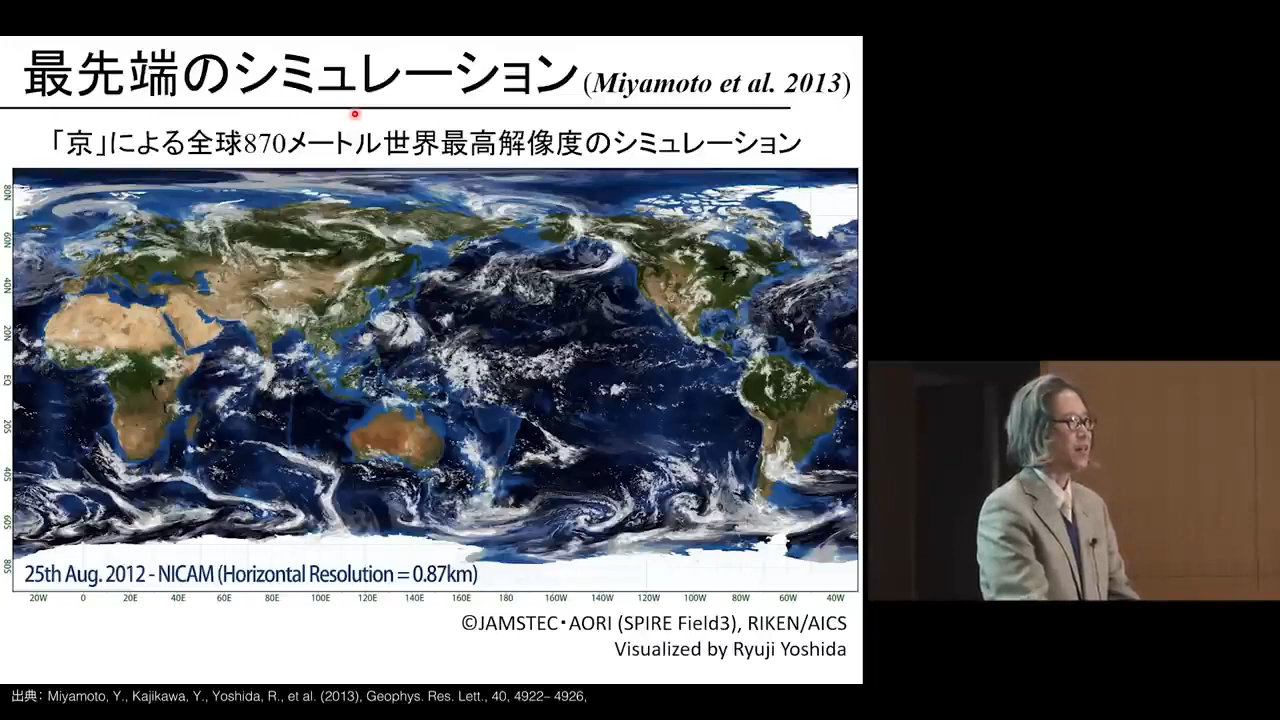 最先端のシミュレーション(Miyamoto et al. 2013)
「京」による全球870メートル世界最高解像度のシミュレーション
80N
60N
40N
20N
EQ
20S
40S
60S
80S
25th Aug. 2012 - NICAM (Horizontal Resolution = 0.87km)
20W 0 20E 40E 60E 80E 100E 120E 140E 160E 180 160W 140W 120W 100W 80W 60W 40W
©JAMSTEC・AORI (SPIRE Field3), RIKEN/AICS
Visualized by Ryuji Yoshida
出典: Miyamoto, Y., Kajikawa, Y., Yoshida, R., et al. (2013), Geophys. Res. Lett., 40, 4922– 4926,